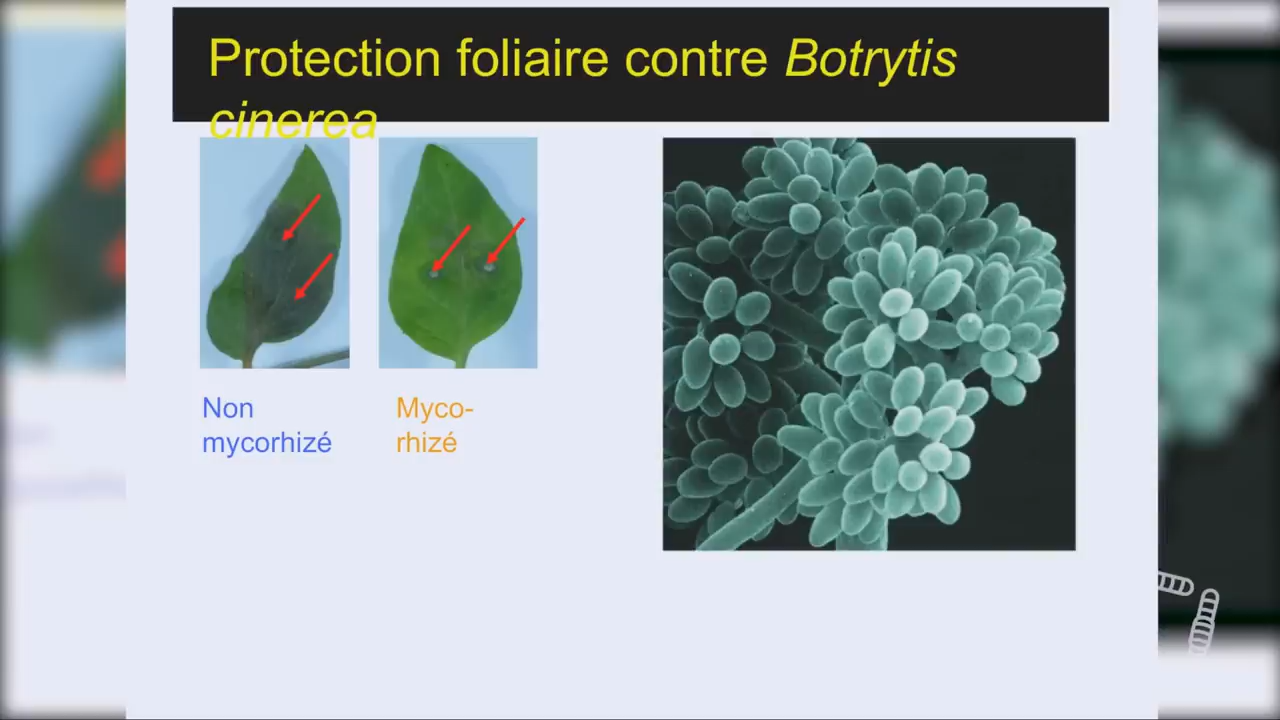 Protection foliaire contre Botrytis
cinerea
Non
mycorhizé
Myco-
rhizé